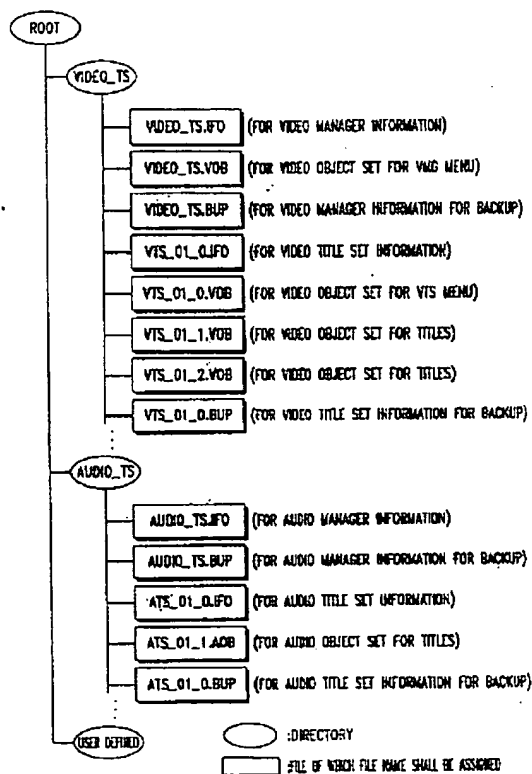 ROOT
VIDEO_TS
VIDEO_TS.IFO (FOR VIDEO MANAGER INFORMATION)
VIDEO_TS.VOB (FOR VIDEO OBJECT SET FOR VMG MENU)
VIDEO_TS.BUP (FOR VIDEO MANAGER INFORMATION FOR BACKUP)
VTS_01_0.IFO (FOR VIDEO TITLE SET INFORMATION)
VTS_01_0.VOB (FOR VIDEO OBJECT SET FOR VTS MENU)
VTS_01_1.VOB (FOR VIDEO OBJECT SET FOR TITLES)
VTS_01_2.VOB (FOR VIDEO OBJECT SET FOR TITLES)
VTS_01_0.BUP (FOR VIDEO TITLE SET INFORMATION FOR BACKUP)
AUDIO_TS
AUDIO_TS.IFO (FOR AUDIO MANAGER INFORMATION)
AUDIO_TS.BUP (FOR AUDIO MANAGER INFORMATION FOR BACKUP)
ATS_01_0.IFO (FOR AUDIO TITLE SET INFORMATION)
ATS_01_1.AOB (FOR AUDIO OBJECT SET FOR TITLES)
ATS_01_0.BUP (FOR AUDIO TITLE SET INFORMATION FOR BACKUP)
USER DEFINED
:DIRECTORY
:FILE OF WHICH FILE NAME SHALL BE ASSIGNED